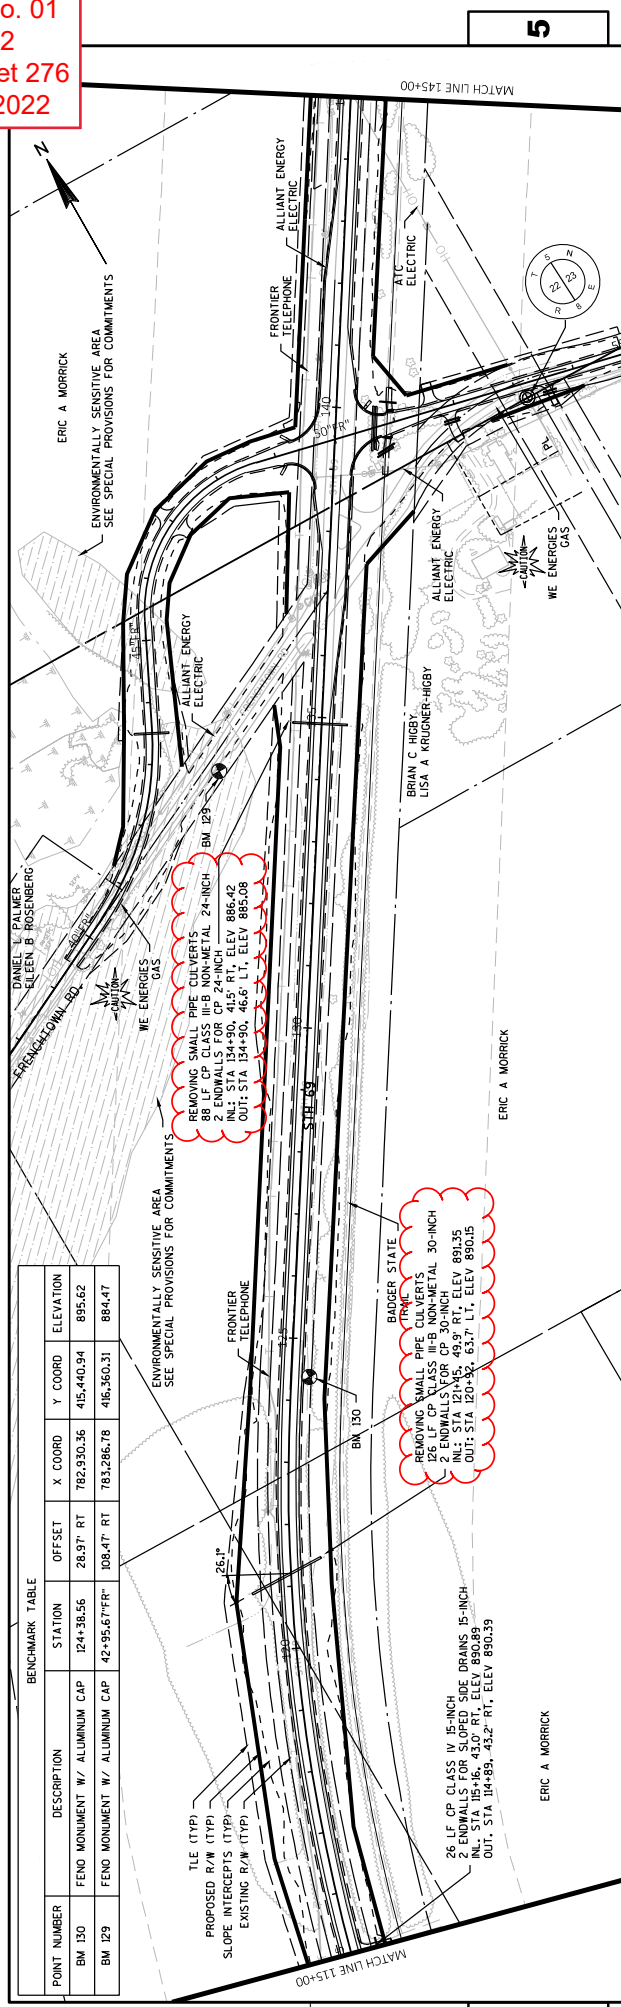 o. 01
2
et 276
2022
5
MATCH LINE 145+00
N
ERIC A MORRICK
ENVIRONMENTALLY SENSITIVE AREA
SEE SPECIAL PROVISIONS FOR COMMITMENTS
ALLIANT ENERGY
ELECTRIC
FRONTIER
TELEPHONE
ATC
ELECTRIC
T 5 N
22 23
R 8 E
140
50"FR"
PL
CAUTION
WE ENERGIES
GAS
ALLIANT ENERGY
ELECTRIC
45"FR"
ALLIANT ENERGY
ELECTRIC
BRIAN C HIGBY
LISA A KRUGNER-HIGBY
135
BM 129
DANIEL L PALMER
EILEEN B ROSENBERG
40"FR"
FRENCHTOWN RD.
CAUTION
WE ENERGIES
GAS
REMOVING SMALL PIPE CULVERTS
88 LF CP CLASS III-B NON-METAL 24-INCH
2 ENDWALLS FOR CP 24-INCH
INL: STA 134+90, 41.5' RT, ELEV 886.42
OUT: STA 134+90, 46.6' LT, ELEV 885.08
130
STH 69
ERIC A MORRICK
ENVIRONMENTALLY SENSITIVE AREA
SEE SPECIAL PROVISIONS FOR COMMITMENTS
FRONTIER
TELEPHONE
125
BADGER STATE
TRAIL
BM 130
REMOVING SMALL PIPE CULVERTS
126 LF CP CLASS III-B NON-METAL 30-INCH
2 ENDWALLS FOR CP 30-INCH
INL: STA 121+45, 49.9' RT, ELEV 891.35
OUT: STA 120+92, 63.7' LT, ELEV 890.15
26.1°
120
BENCHMARK TABLE
POINT NUMBER DESCRIPTION STATION OFFSET X COORD Y COORD ELEVATION
BM 130 FENO MONUMENT W/ ALUMINUM CAP 124+38.56 28.97' RT 782,930.36 415,440.94 895.62
BM 129 FENO MONUMENT W/ ALUMINUM CAP 42+95.67"FR" 108.47' RT 783,286.78 416,360.31 884.47
TLE (TYP)
PROPOSED R/W (TYP)
SLOPE INTERCEPTS (TYP)
EXISTING R/W (TYP)
26 LF CP CLASS IV 15-INCH
2 ENDWALLS FOR SLOPED SIDE DRAINS 15-INCH
INL. STA 115+16, 43.0' RT, ELEV 890.89
OUT. STA 114+89, 43.2' RT, ELEV 890.39
ERIC A MORRICK
MATCH LINE 115+00